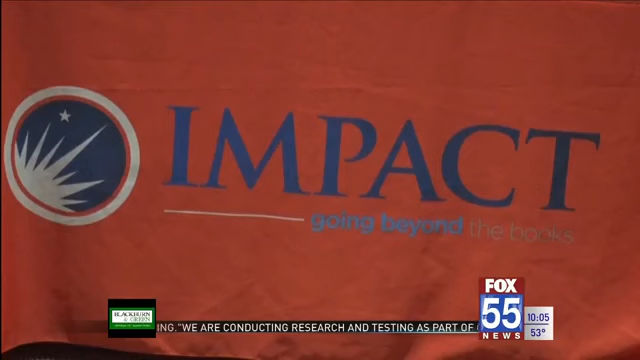 IMPACT
going beyond the books
FOX
55
NEWS
10:05
53°
BLACKBURN
& GREEN
ING. "WE ARE CONDUCTING RESEARCH AND TESTING AS PART OF